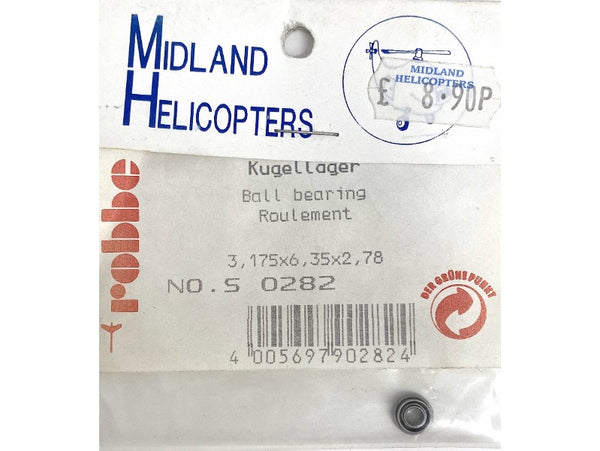 MIDLAND
HELICOPTERS
MIDLAND
HELICOPTERS
£ 8.90P
Kugellager
Ball bearing
Roulement
3,175x6,35x2,78
NO.S 0282
robbe
DER GRÜNE PUNKT
4 005697 902824